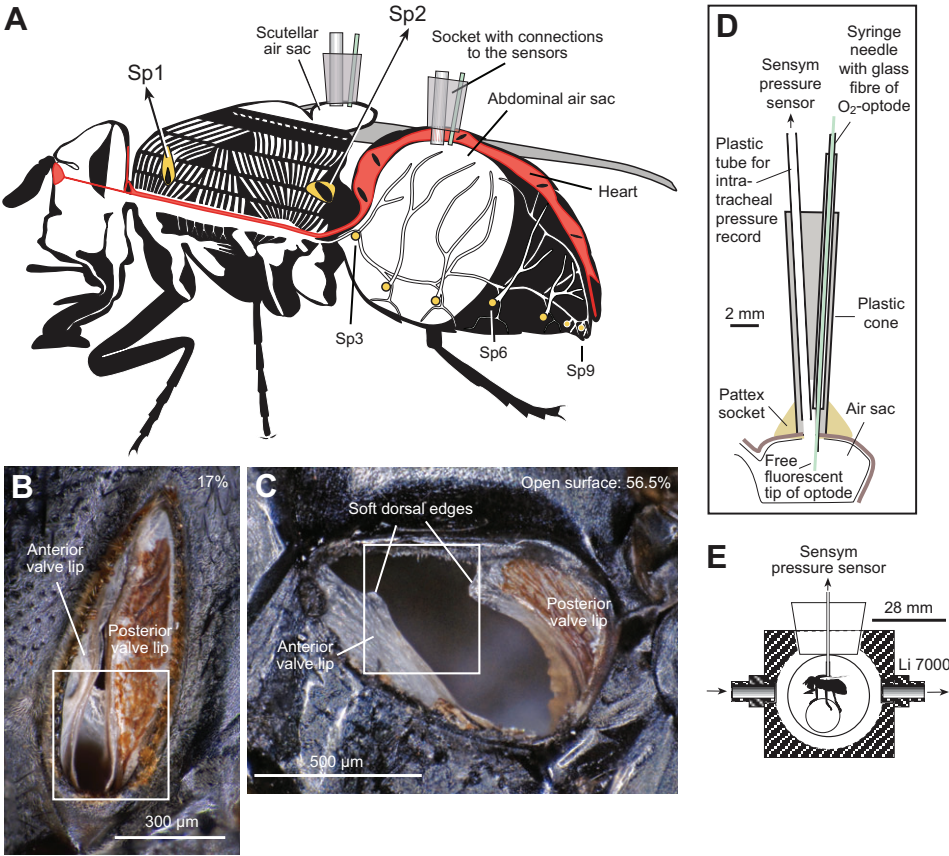 A
Sp1
Scutellar
air sac
Sp2
Socket with connections
to the sensors
Abdominal air sac
Heart
Sp3
Sp6
Sp9
B
17%
Anterior
valve lip
Posterior
valve lip
300 µm
C
Open surface: 56.5%
Soft dorsal edges
Anterior
valve lip
Posterior
valve lip
500 µm
D
Sensym
pressure
sensor
Syringe
needle
with glass
fibre of
O2-optode
Plastic
tube for
intra-
tracheal
pressure
record
2 mm
Plastic
cone
Pattex
socket
Air sac
Free
fluorescent
tip of optode
E
Sensym
pressure sensor
28 mm
Li 7000